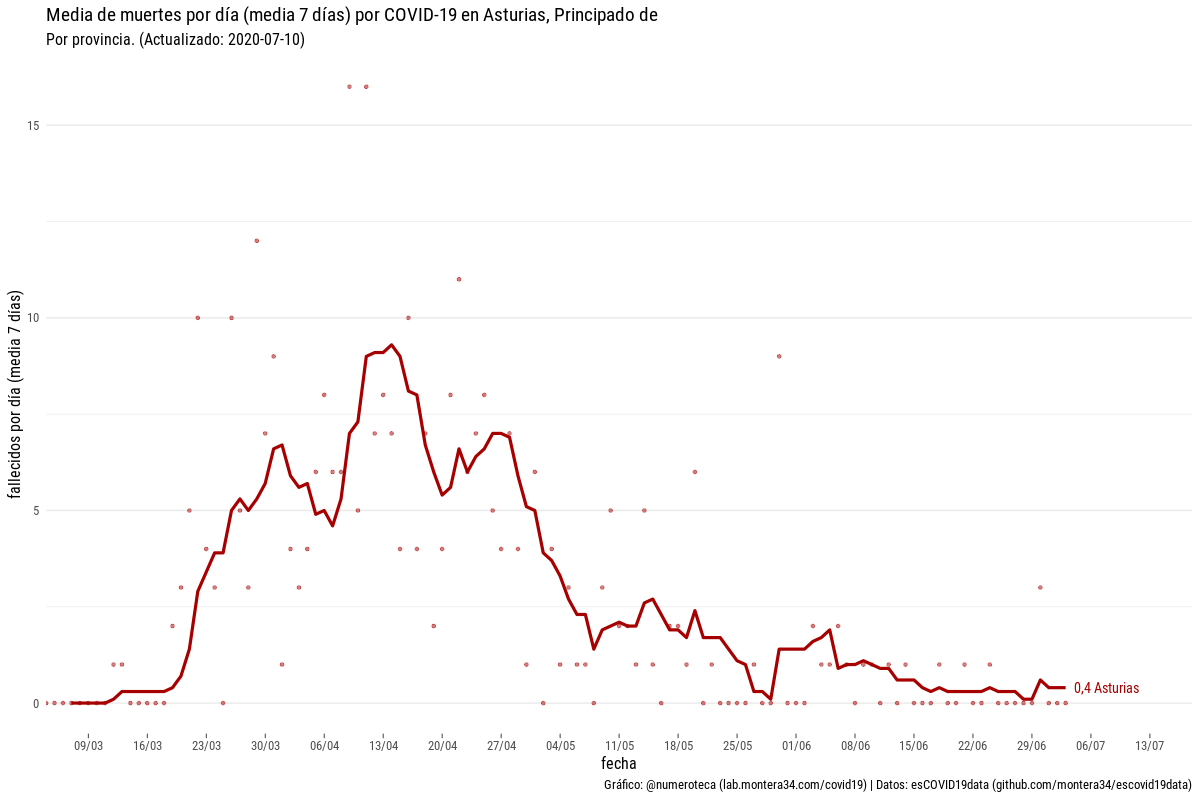 Media de muertes por día (media 7 días) por COVID-19 en Asturias, Principado de
Por provincia. (Actualizado: 2020-07-10)
fallecidos por día (media 7 días)
15
10
5
0
0,4 Asturias
09/03 16/03 23/03 30/03 06/04 13/04 20/04 27/04 04/05 11/05 18/05 25/05 01/06 08/06 15/06 22/06 29/06 06/07 13/07
fecha
Gráfico: @numeroteca (lab.montera34.com/covid19) | Datos: esCOVID19data (github.com/montera34/escovid19data)